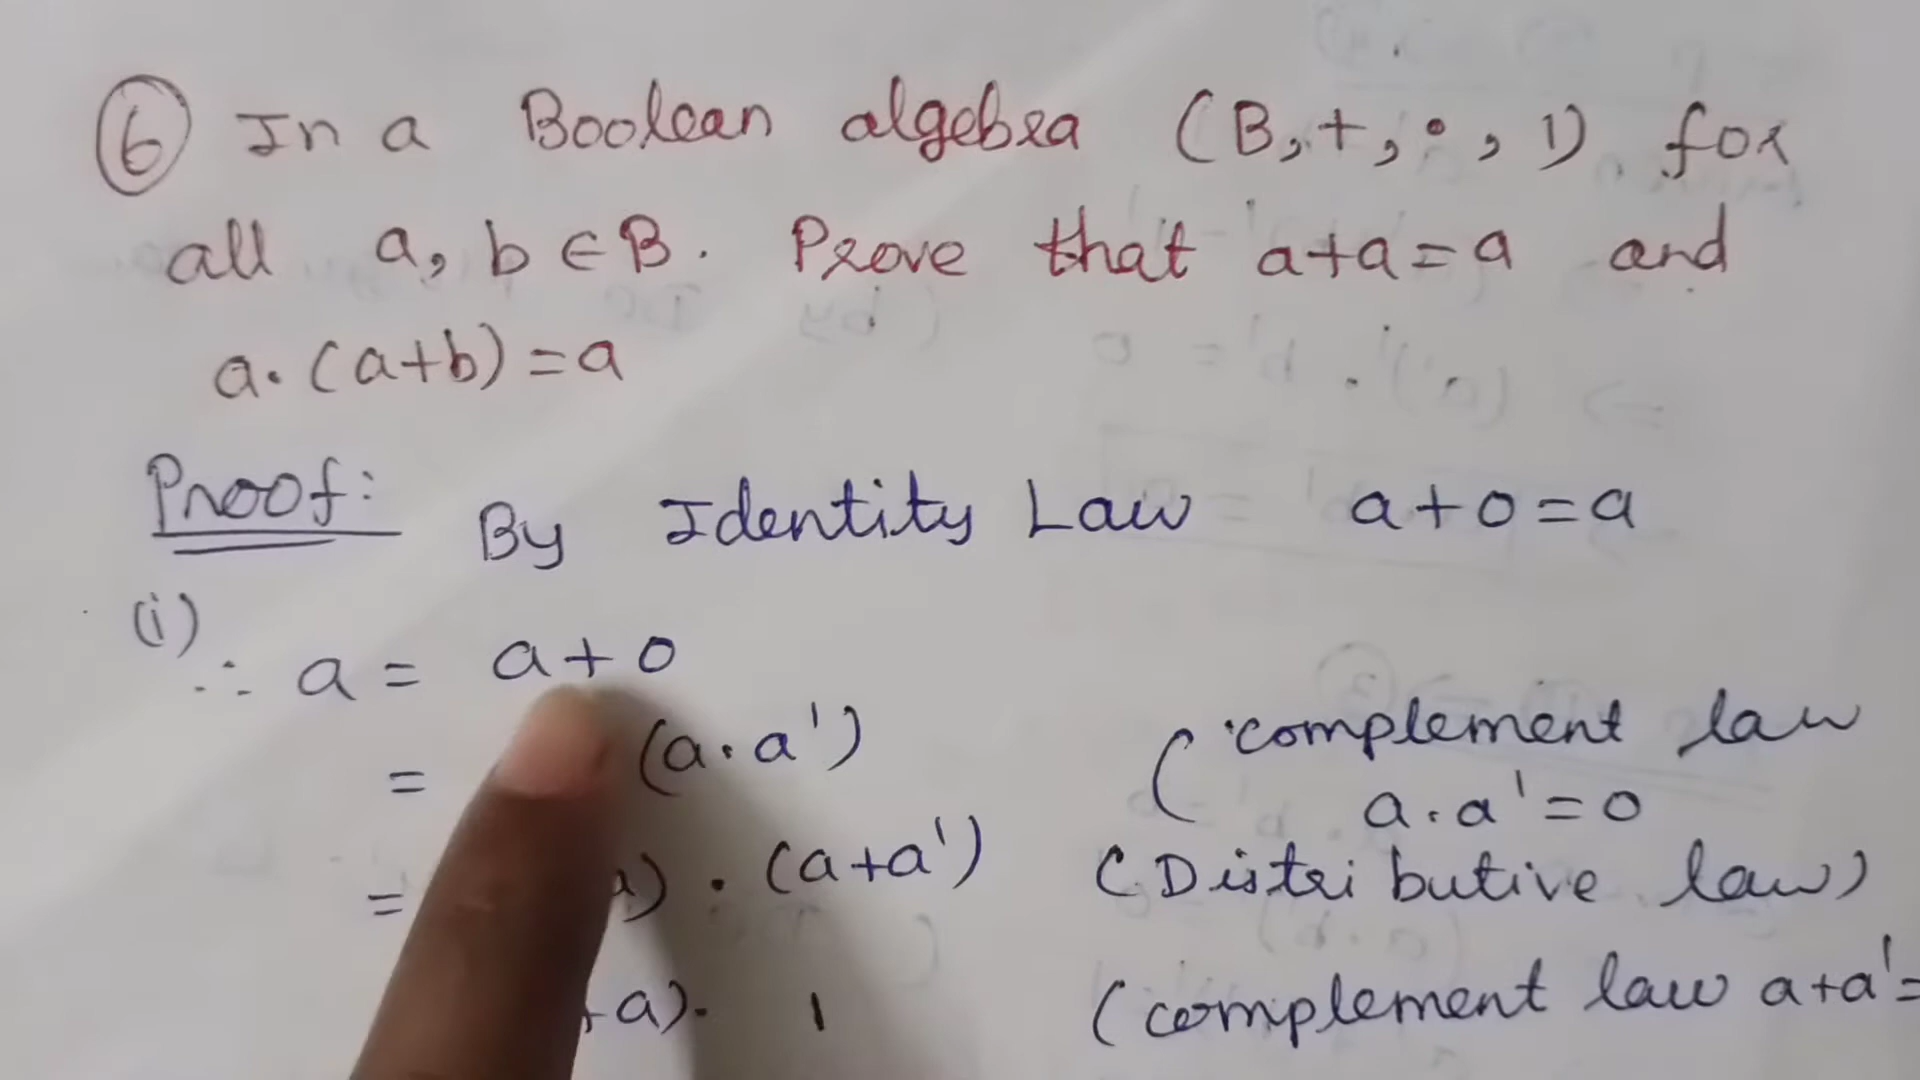 6 In a Boolean algebra (B,+,•,1) for
all a, b ∈ B. Prove that a+a=a and
a.(a+b)=a
Proof: By Identity Law a+0=a
(i)
∴ a = a+0
= (a.a') (complement law
a.a'=0
= a) . (a+a') (Distributive law)
+a). 1 (complement law a+a'=